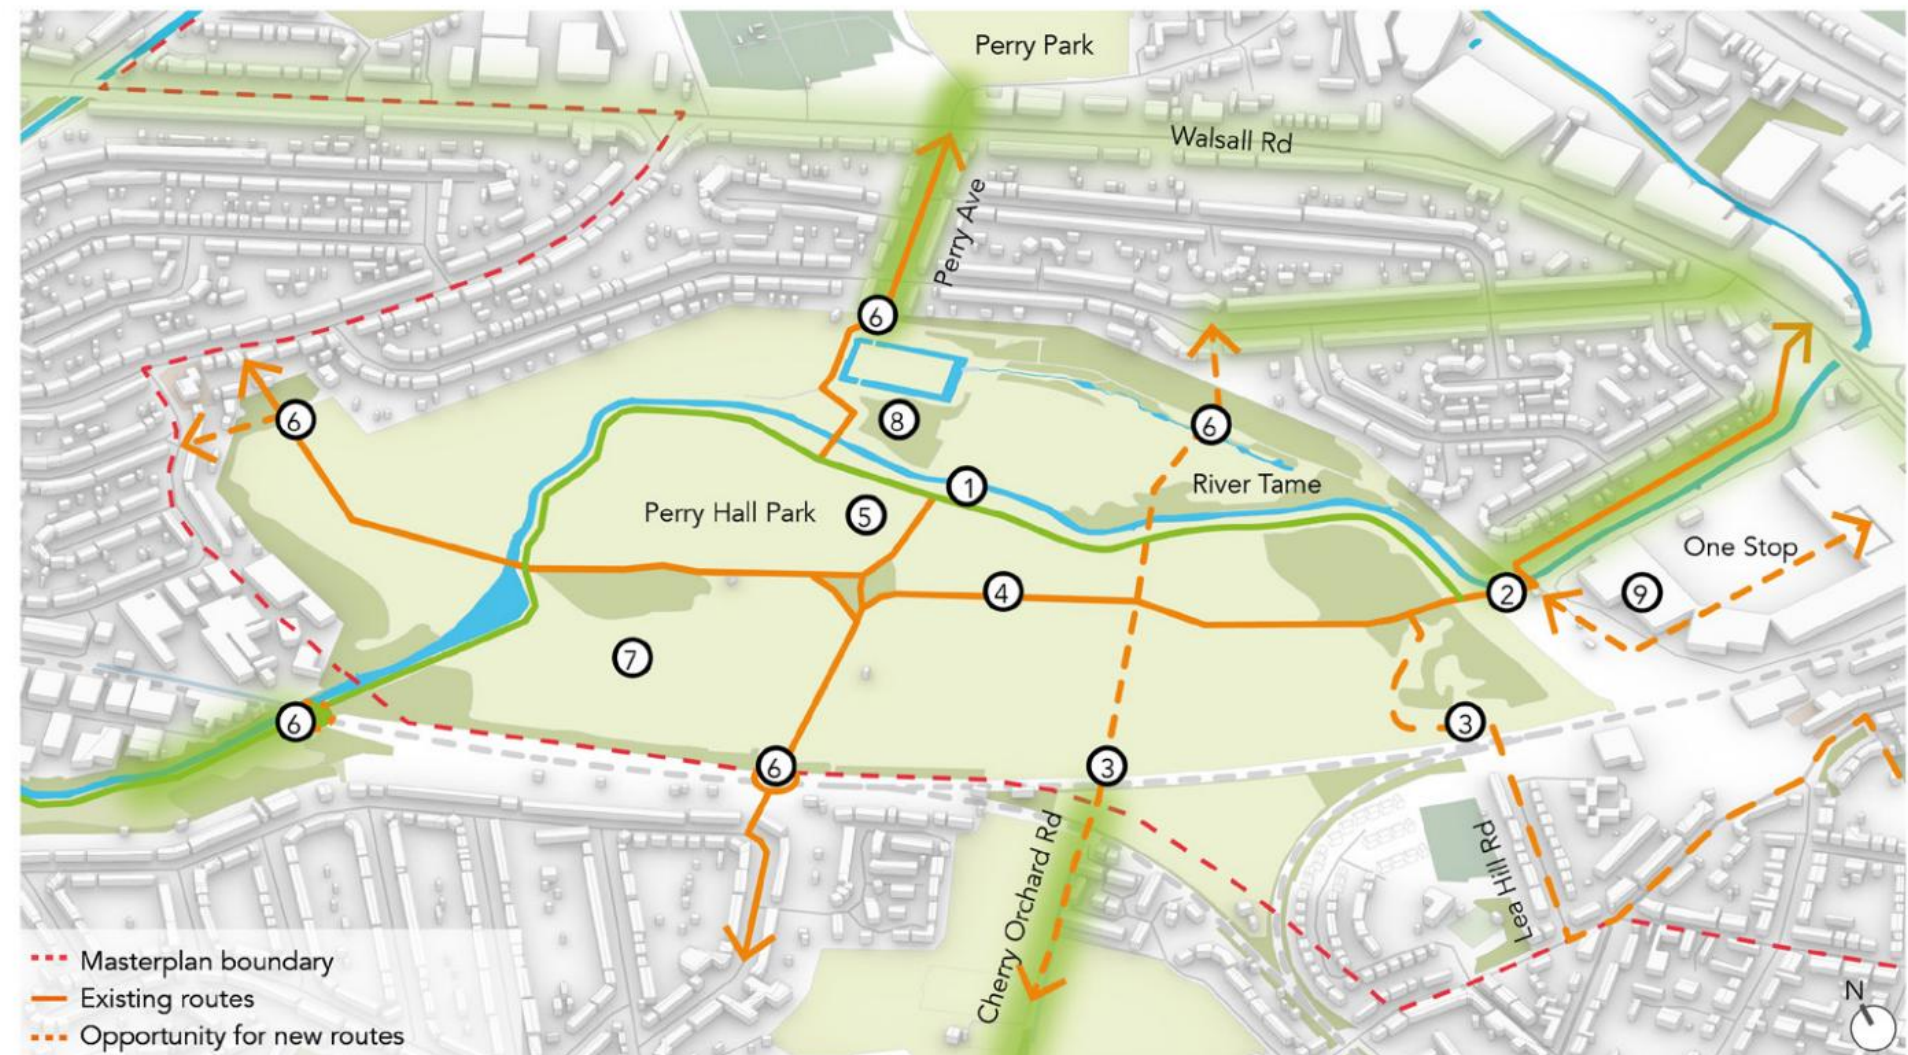 Perry Park
Walsall Rd
Perry Ave
6
6
8
6
1
River Tame
Perry Hall Park
5
One Stop
4
2
9
7
6
3
6
3
Cherry Orchard Rd
Lea Hill Rd
Masterplan boundary
Existing routes
Opportunity for new routes
N